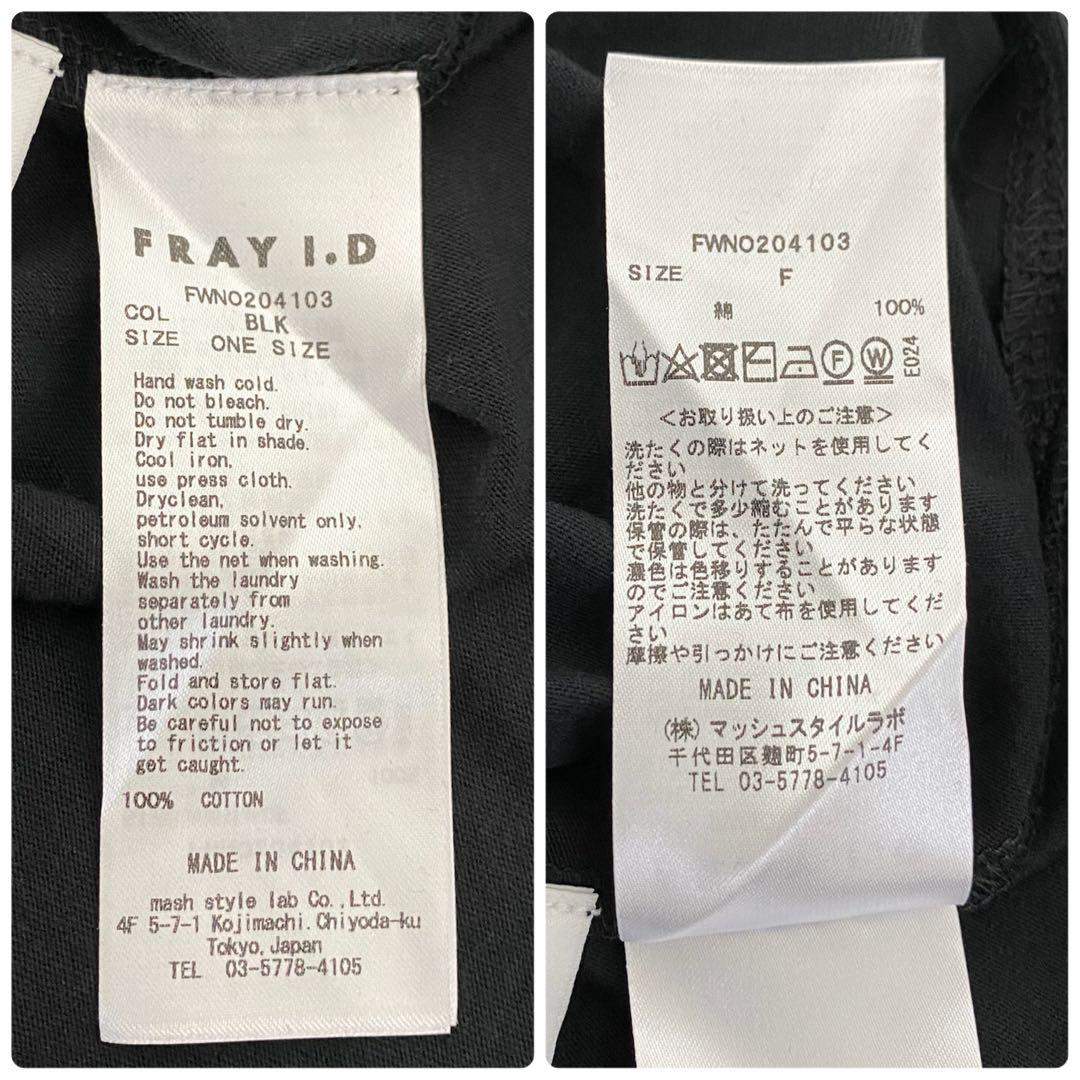 FRAY I.D
FWNO204103
COL BLK
SIZE ONE SIZE
Hand wash cold.
Do not bleach.
Do not tumble dry.
Dry flat in shade.
Cool iron,
use press cloth.
Dryclean,
petroleum solvent only,
short cycle.
Use the net when washing.
Wash the laundry
separately from
other laundry.
May shrink slightly when
washed.
Fold and store flat.
Dark colors may run.
Be careful not to expose
to friction or let it
get caught.
100% COTTON
MADE IN CHINA
mash style lab Co.,Ltd.
4F 5-7-1 Kojimachi.Chiyoda-ku
Tokyo,Japan
TEL 03-5778-4105
FWNO204103
SIZE F
綿 100%
F W E024
<お取り扱い上のご注意>
洗たくの際はネットを使用してく
ださい
他の物と分けて洗ってください
洗たくで多少縮むことがあります
保管の際は、たたんで平らな状態
で保管してください
濃色は色移りすることがあります
のでご注意ください
アイロンはあて布を使用してくだ
さい
摩擦や引っかけにご注意ください
MADE IN CHINA
(株)マッシュスタイルラボ
千代田区麹町5-7-1-4F
TEL 03-5778-4105